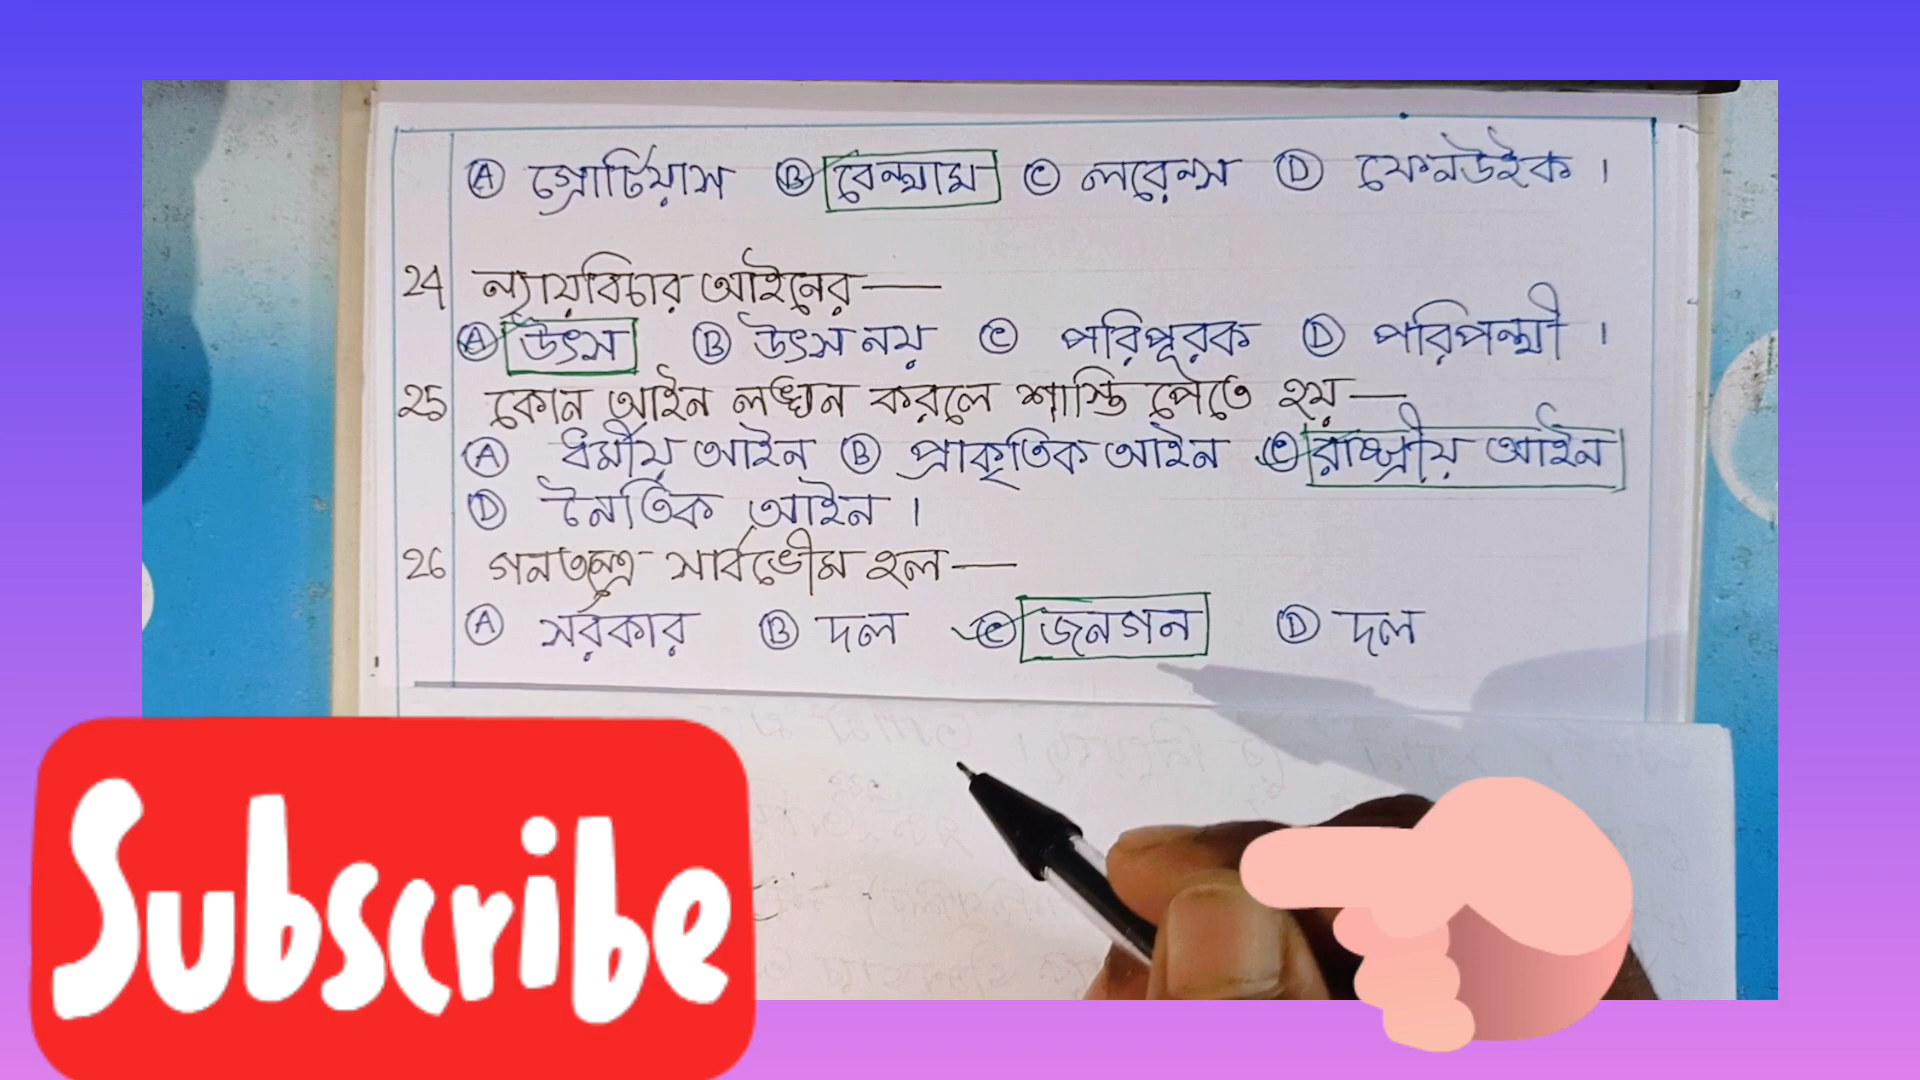 Ⓐ গ্রোটিয়াস Ⓑ বেন্থাম Ⓒ লরেন্স Ⓓ ফেনউইক ।
24 ন্যায়বিচার আইনের —
Ⓐ উৎস Ⓑ উৎস নয় Ⓒ পরিপূরক Ⓓ পরিপন্থী ।
25 কোন আইন লঙ্ঘন করলে শাস্তি পেতে হয় —
Ⓐ ধর্মীয় আইন Ⓑ প্রাকৃতিক আইন Ⓒ রাষ্ট্রীয় আইন
Ⓓ নৈতিক আইন ।
26 গনতন্ত্রে সার্বভৌম হল —
Ⓐ সরকার Ⓑ দল Ⓒ জনগন Ⓓ দল
Subscribe